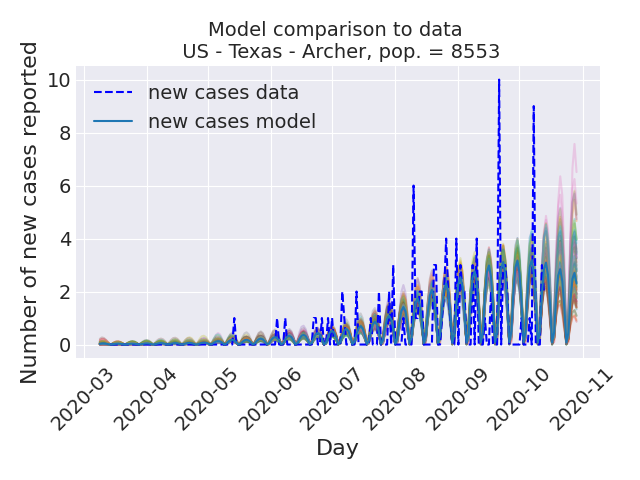 Model comparison to data
US - Texas - Archer, pop. = 8553
Number of new cases reported
10
8
6
4
2
0
new cases data
new cases model
2020-03
2020-04
2020-05
2020-06
2020-07
2020-08
2020-09
2020-10
2020-11
Day